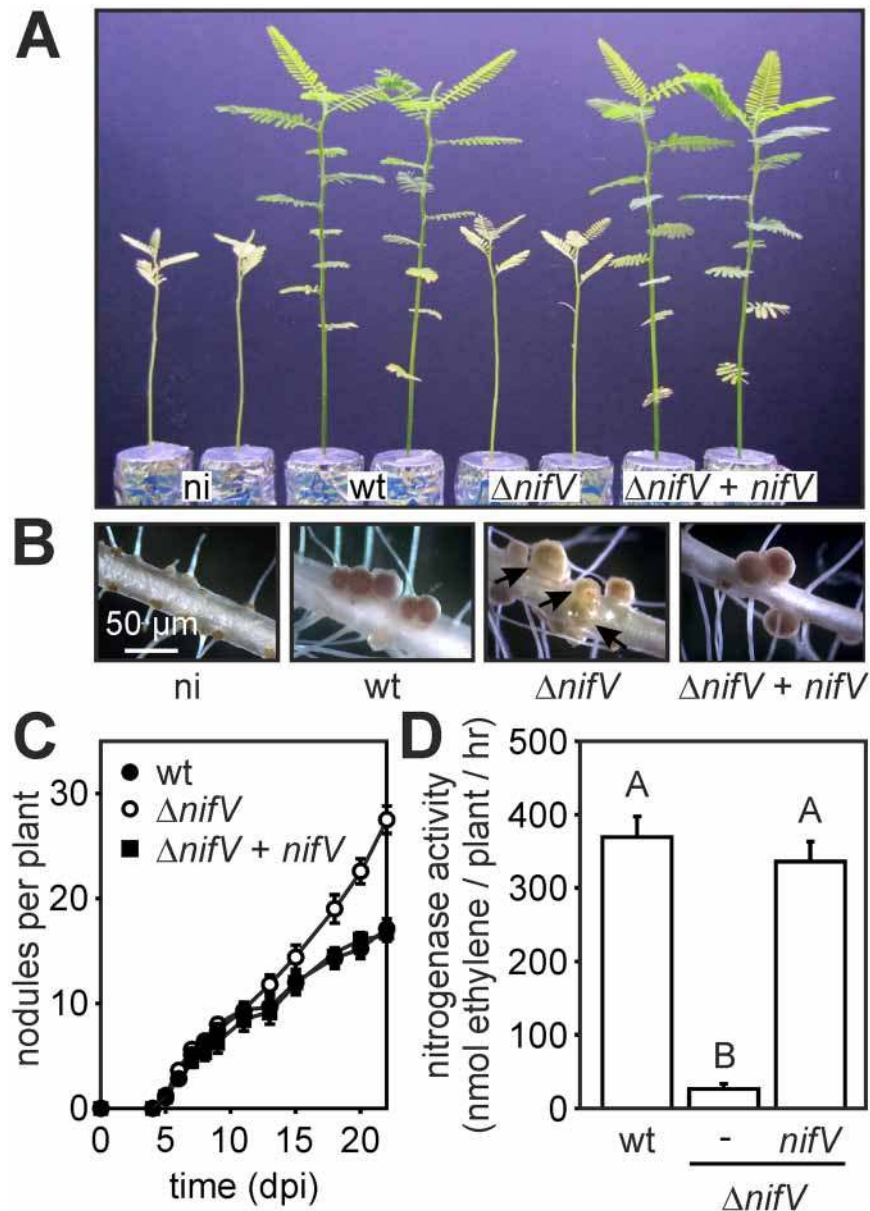 A
ni wt ΔnifV ΔnifV + nifV
B
50 µm
ni wt ΔnifV ΔnifV + nifV
C
nodules per plant
30
20
10
0
wt
ΔnifV
ΔnifV + nifV
0 5 10 15 20
time (dpi)
D
nitrogenase activity
(nmol ethylene / plant / hr)
500
400
300
200
100
0
A
B
A
wt - nifV
ΔnifV